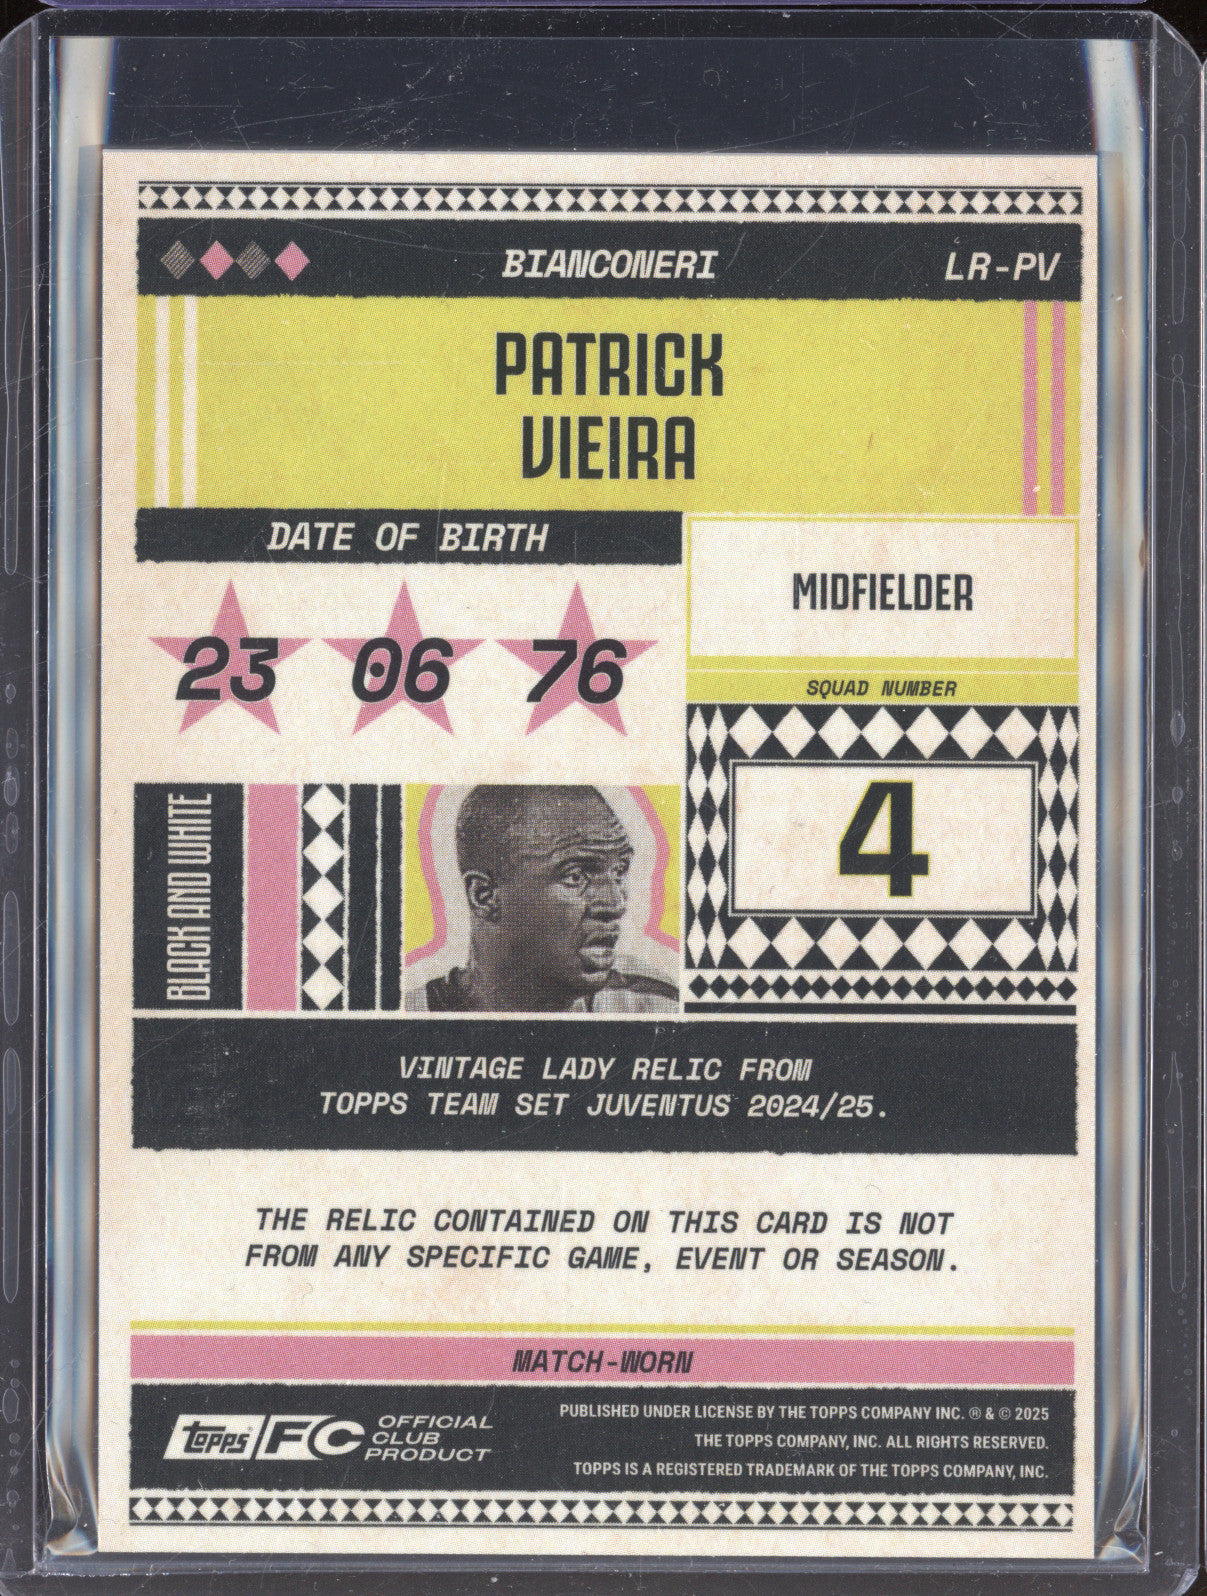 BIANCONERI
LR-PV
PATRICK
VIEIRA
DATE OF BIRTH
23 06 76
MIDFIELDER
SQUAD NUMBER
4
BLACK AND WHITE
VINTAGE LADY RELIC FROM
TOPPS TEAM SET JUVENTUS 2024/25.
THE RELIC CONTAINED ON THIS CARD IS NOT
FROM ANY SPECIFIC GAME, EVENT OR SEASON.
MATCH-WORN
topps FC
OFFICIAL
CLUB
PRODUCT
PUBLISHED UNDER LICENSE BY THE TOPPS COMPANY INC. ® & © 2025
THE TOPPS COMPANY, INC. ALL RIGHTS RESERVED.
TOPPS IS A REGISTERED TRADEMARK OF THE TOPPS COMPANY, INC.